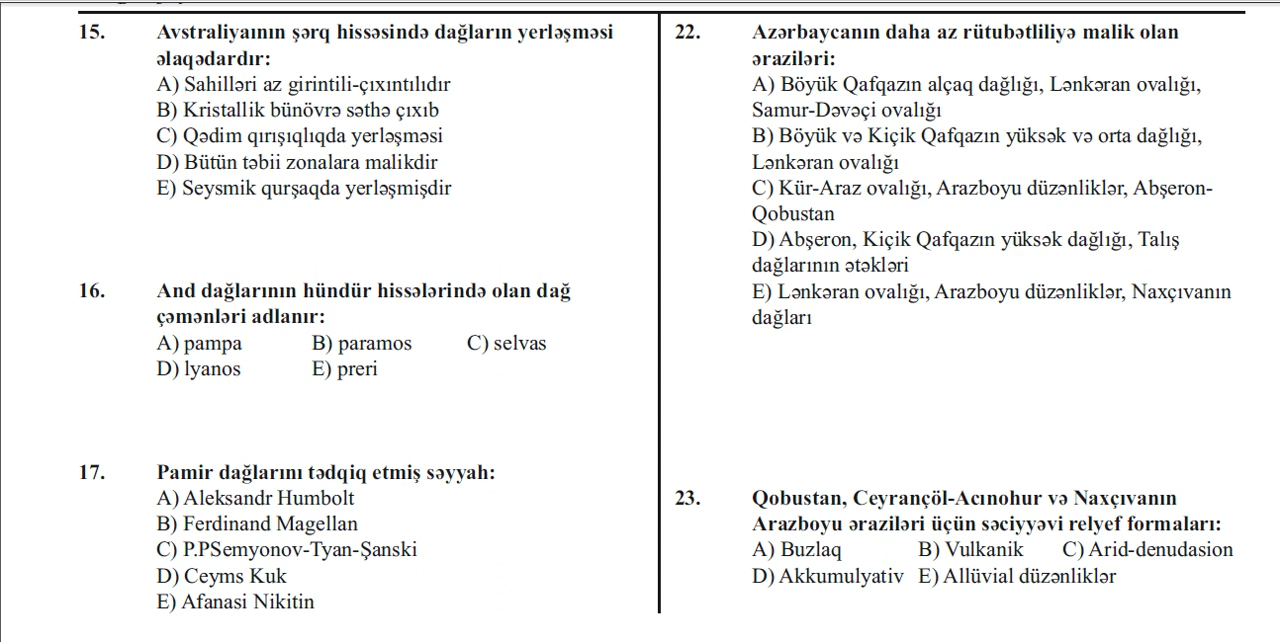 15. Avstraliyaının şərq hissəsində dağların yerləşməsi
əlaqədardır:
A) Sahilləri az girintili-çıxıntılıdır
B) Kristallik bünövrə səthə çıxıb
C) Qədim qırışıqlıqda yerləşməsi
D) Bütün təbii zonalara malikdir
E) Seysmik qurşaqda yerləşmişdir
16. And dağlarının hündür hissələrində olan dağ
çəmənləri adlanır:
A) pampa B) paramos C) selvas
D) lyanos E) preri
17. Pamir dağlarını tədqiq etmiş səyyah:
A) Aleksandr Humbolt
B) Ferdinand Magellan
C) P.PSemyonov-Tyan-Şanski
D) Ceyms Kuk
E) Afanasi Nikitin
22. Azərbaycanın daha az rütubətliliyə malik olan
əraziləri:
A) Böyük Qafqazın alçaq dağlığı, Lənkəran ovalığı,
Samur-Dəvəçi ovalığı
B) Böyük və Kiçik Qafqazın yüksək və orta dağlığı,
Lənkəran ovalığı
C) Kür-Araz ovalığı, Arazboyu düzənliklər, Abşeron-
Qobustan
D) Abşeron, Kiçik Qafqazın yüksək dağlığı, Talış
dağlarının ətəkləri
E) Lənkəran ovalığı, Arazboyu düzənliklər, Naxçıvanın
dağları
23. Qobustan, Ceyrançöl-Acınohur və Naxçıvanın
Arazboyu əraziləri üçün səciyyəvi relyef formaları:
A) Buzlaq B) Vulkanik C) Arid-denudasion
D) Akkumulyativ E) Allüvial düzənliklər